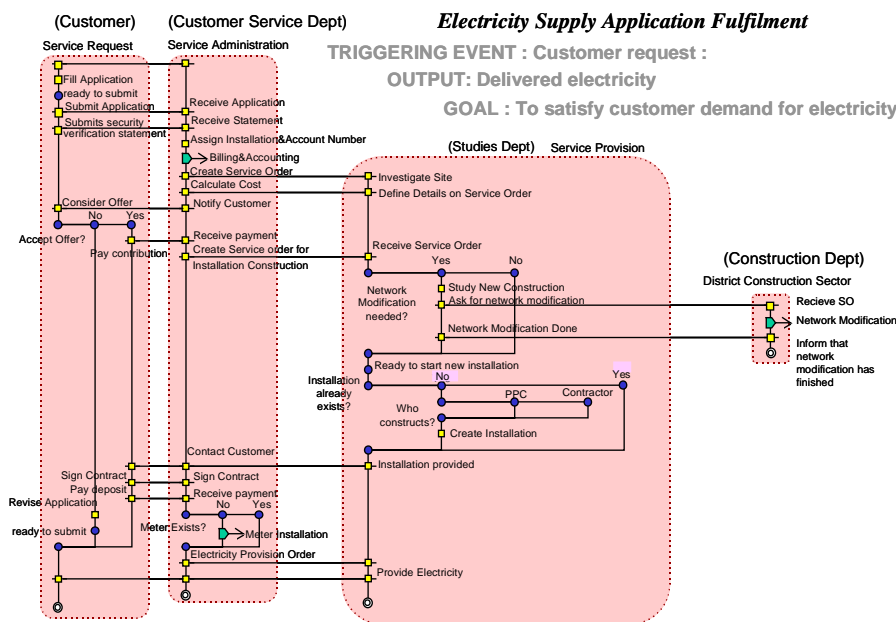 Electricity Supply Application Fulfilment
(Customer)
(Customer Service Dept)
Service Request
Service Administration
TRIGGERING EVENT : Customer request :
OUTPUT: Delivered electricity
GOAL : To satisfy customer demand for electricity
Fill Application
ready to submit
Submit Application
Submits security
verification statement
Receive Application
Receive Statement
Assign Installation&Account Number
Billing&Accounting
Create Service Order
Calculate Cost
Consider Offer
Notify Customer
No
Yes
Accept Offer?
Pay contribution
Receive payment
Create Service order for
Installation Construction
(Studies Dept)
Service Provision
Investigate Site
Define Details on Service Order
Receive Service Order
Yes
No
Network
Modification
needed?
Study New Construction
Ask for network modification
Network Modification Done
(Construction Dept)
District Construction Sector
Recieve SO
Network Modification
Inform that
network
modification has
finished
Ready to start new installation
Installation
already
exists?
No
Yes
PPC
Contractor
Who
constructs?
Create Installation
Contact Customer
Installation provided
Sign Contract
Sign Contract
Pay deposit
Receive payment
Revise Application
No
Yes
ready to submit
Meter Exists?
Meter Installation
Electricity Provision Order
Provide Electricity